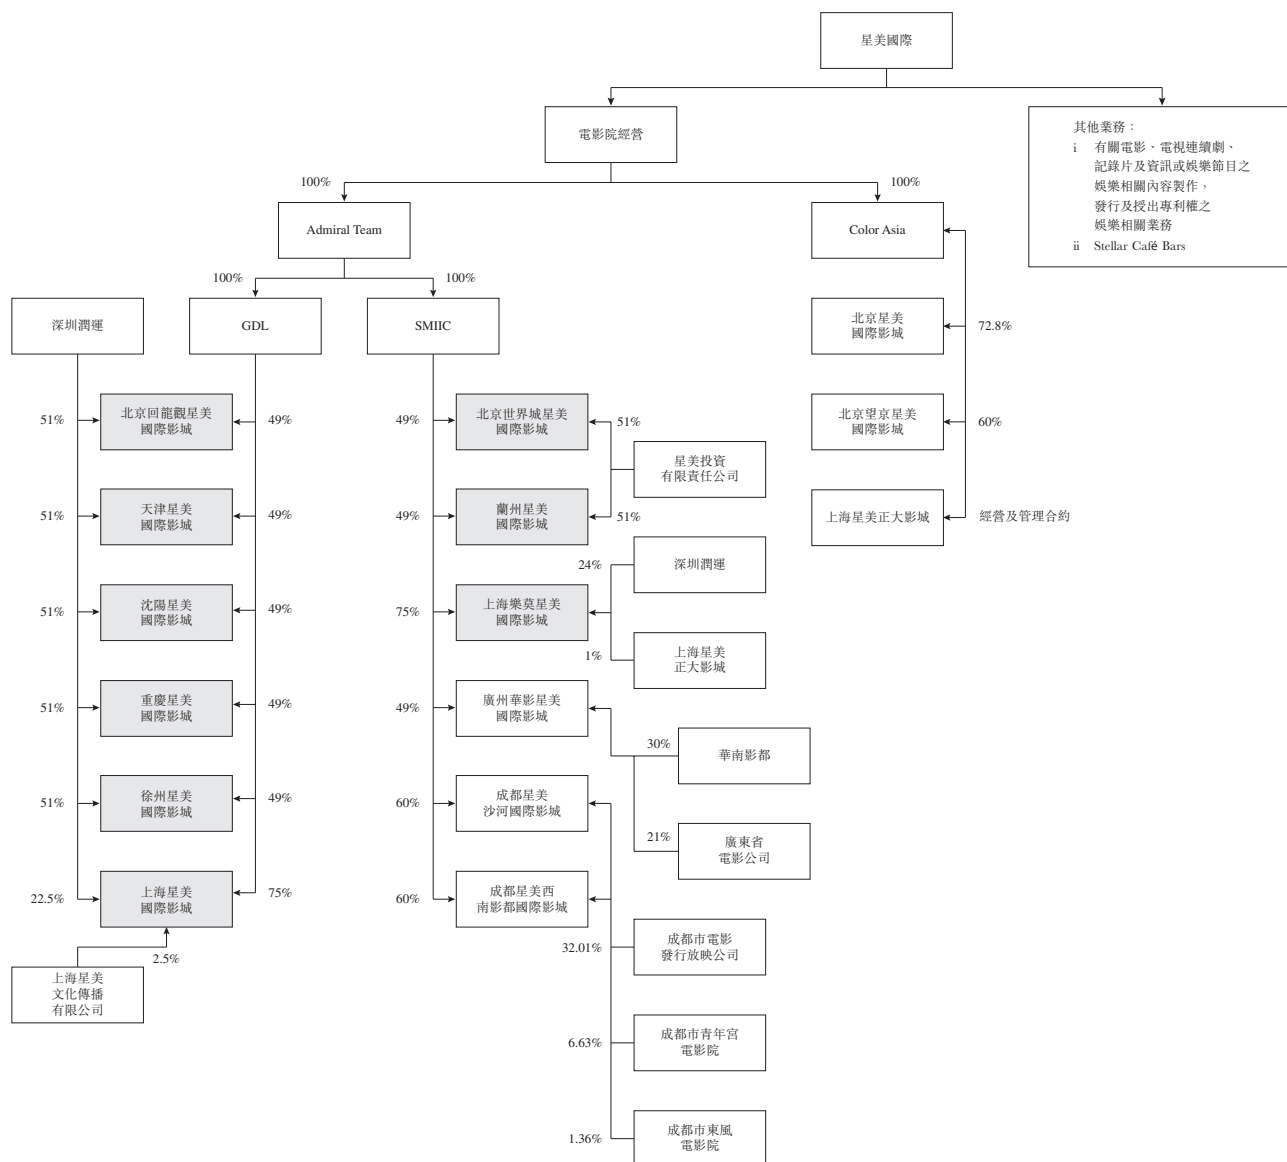 星美國際
電影院經營
其他業務：
i 有關電影、電視連續劇、
記錄片及資訊或娛樂節目之
娛樂相關內容製作，
發行及授出專利權之
娛樂相關業務
ii Stellar Café Bars
100%
100%
Admiral Team
Color Asia
100%
100%
深圳潤運
GDL
SMIIC
北京星美
國際影城
72.8%
51%
北京回龍觀星美
國際影城
49%
49%
北京世界城星美
國際影城
51%
北京望京星美
國際影城
60%
星美投資
有限責任公司
51%
天津星美
國際影城
49%
49%
蘭州星美
國際影城
51%
上海星美正大影城
經營及管理合約
24%
深圳潤運
51%
沈陽星美
國際影城
49%
75%
上海樂莫星美
國際影城
1%
上海星美
正大影城
51%
重慶星美
國際影城
49%
49%
廣州華影星美
國際影城
30%
華南影都
51%
徐州星美
國際影城
49%
60%
成都星美
沙河國際影城
21%
廣東省
電影公司
22.5%
上海星美
國際影城
75%
60%
成都星美西
南影都國際影城
2.5%
上海星美
文化傳播
有限公司
32.01%
成都市電影
發行放映公司
6.63%
成都市青年宮
電影院
1.36%
成都市東風
電影院